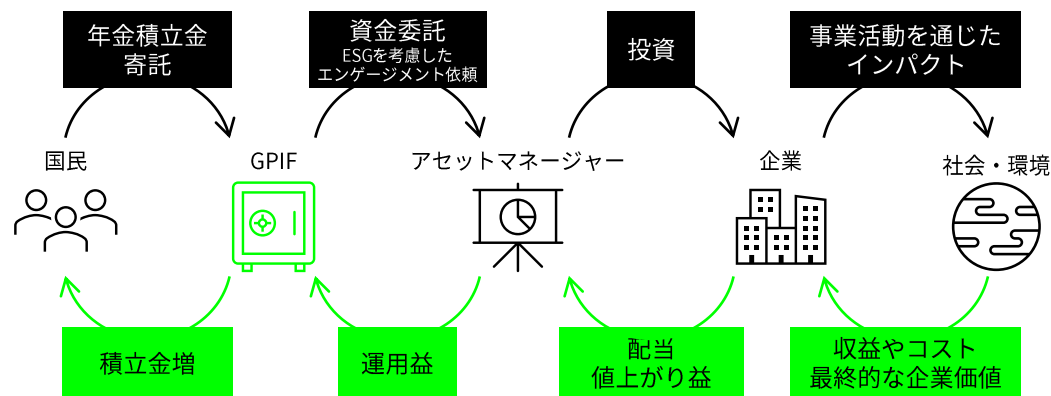 年金積立金
寄託
資金委託
ESGを考慮した
エンゲージメント依頼
投資
事業活動を通じた
インパクト
国民
GPIF
アセットマネージャー
企業
社会・環境
積立金増
運用益
配当
値上がり益
収益やコスト
最終的な企業価値